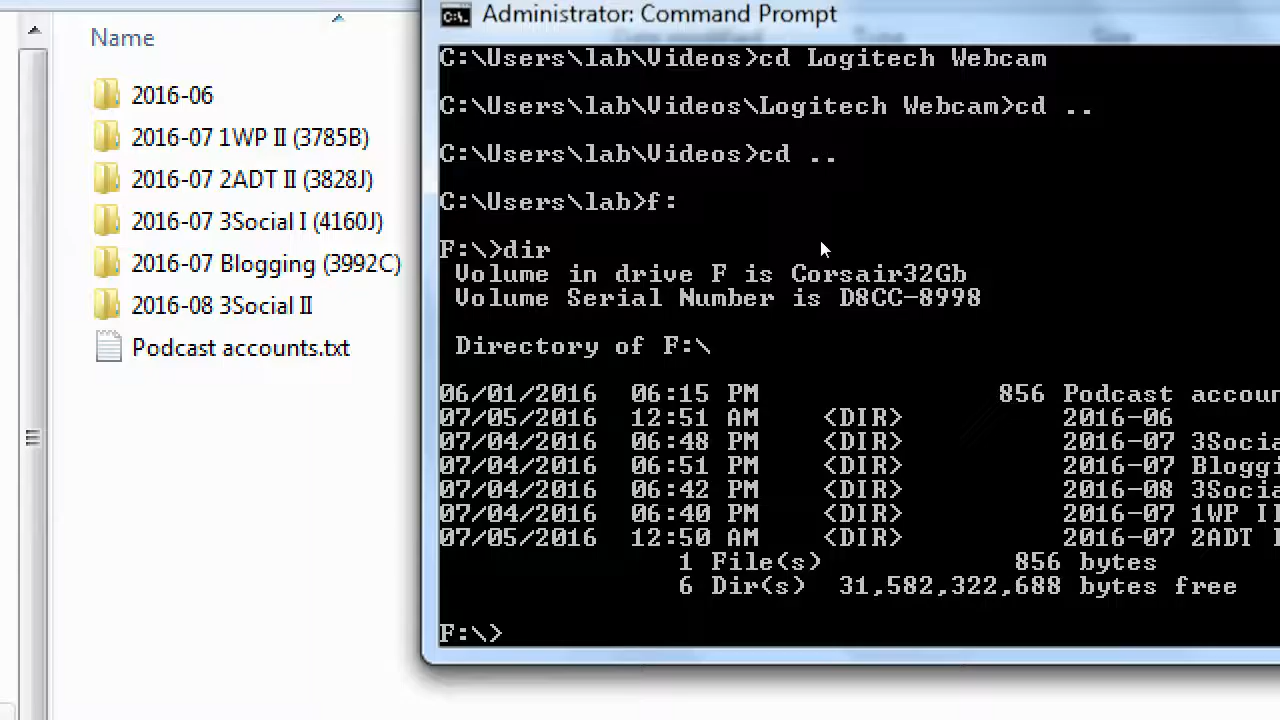 Name
2016-06
2016-07 1WP II (3785B)
2016-07 2ADT II (3828J)
2016-07 3Social I (4160J)
2016-07 Blogging (3992C)
2016-08 3Social II
Podcast accounts.txt
Administrator: Command Prompt
C:\Users\lab\Videos>cd Logitech Webcam
C:\Users\lab\Videos\Logitech Webcam>cd ..
C:\Users\lab\Videos>cd ..
C:\Users\lab>f:
F:\>dir
Volume in drive F is Corsair32Gb
Volume Serial Number is D8CC-8998
Directory of F:\
06/01/2016 06:15 PM 856 Podcast accoun
07/05/2016 12:51 AM <DIR> 2016-06
07/04/2016 06:48 PM <DIR> 2016-07 3Socia
07/04/2016 06:51 PM <DIR> 2016-07 Bloggi
07/04/2016 06:42 PM <DIR> 2016-08 3Socia
07/04/2016 06:40 PM <DIR> 2016-07 1WP II
07/05/2016 12:50 AM <DIR> 2016-07 2ADT
1 File(s) 856 bytes
6 Dir(s) 31,582,322,688 bytes free
F:\>